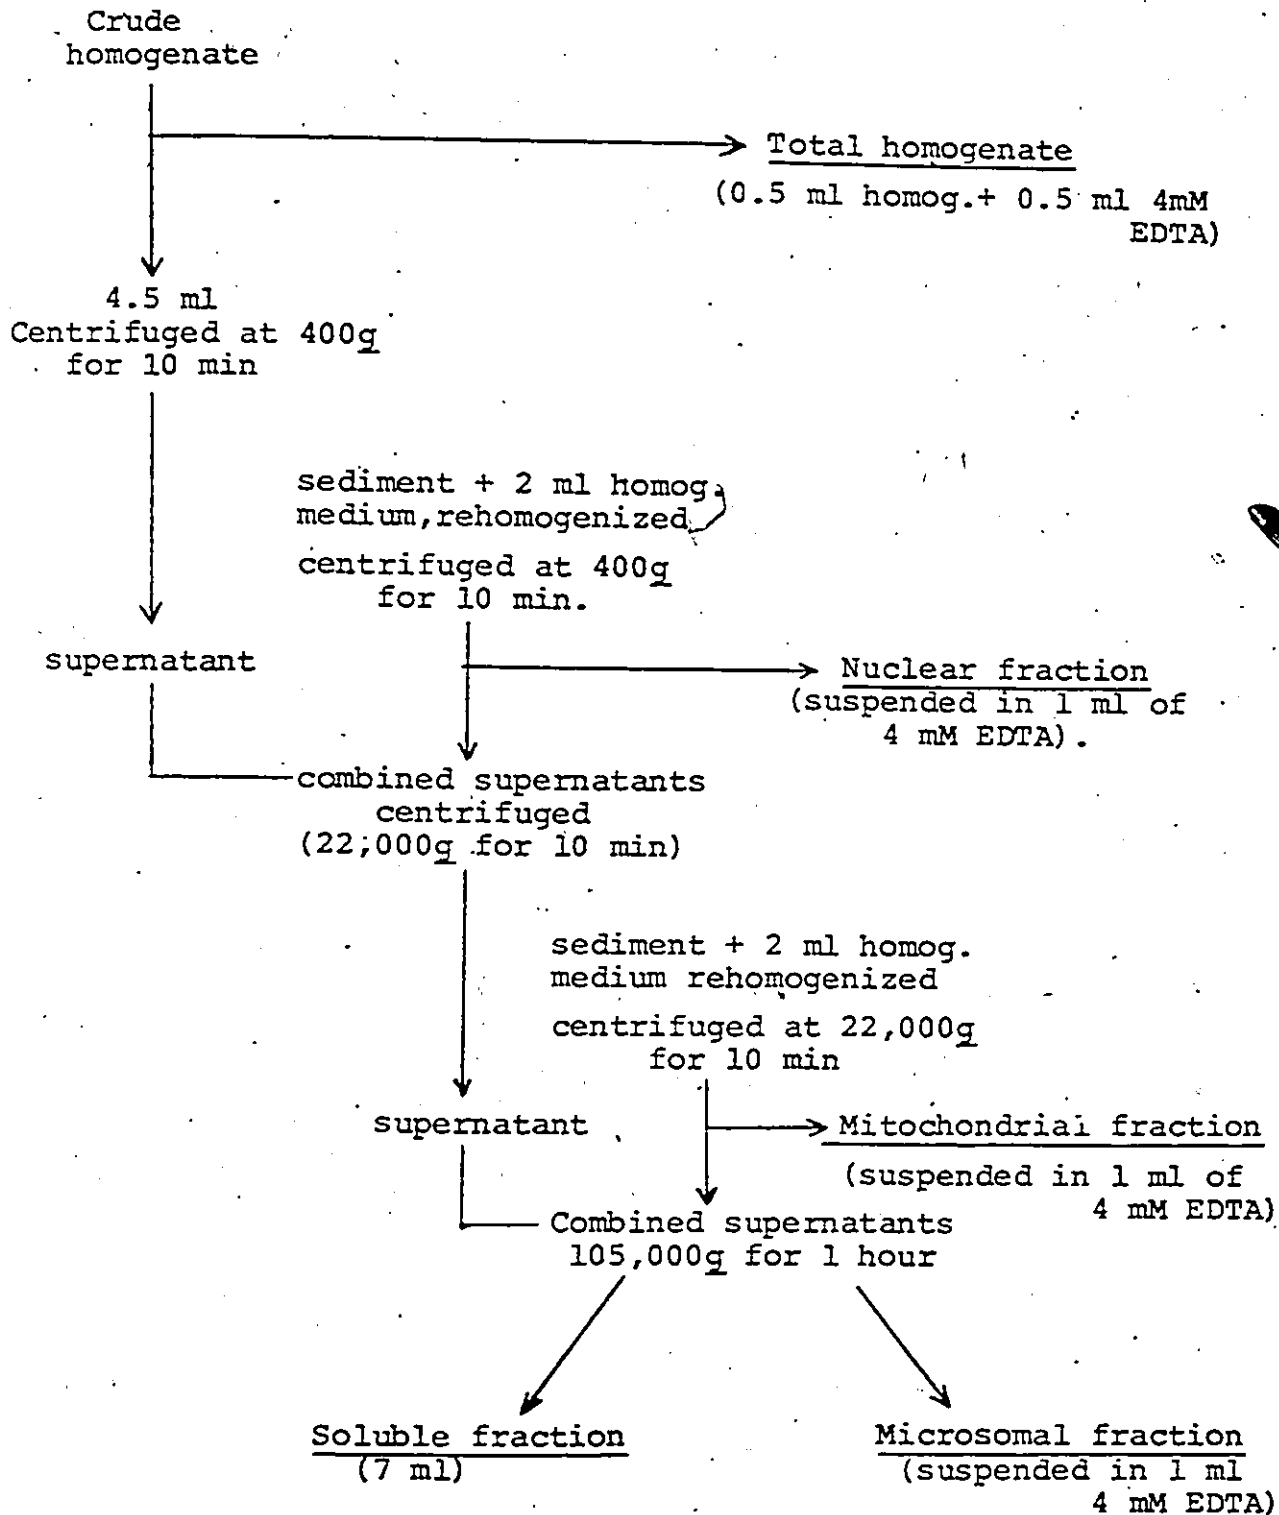 Crude
homogenate
Total homogenate
(0.5 ml homog.+ 0.5 ml 4mM
EDTA)
4.5 ml
Centrifuged at 400g
for 10 min
sediment + 2 ml homog.
medium,rehomogenized
centrifuged at 400g
for 10 min.
supernatant
Nuclear fraction
(suspended in 1 ml of
4 mM EDTA).
combined supernatants
centrifuged
(22,000g for 10 min)
sediment + 2 ml homog.
medium rehomogenized
centrifuged at 22,000g
for 10 min
supernatant
Mitochondrial fraction
(suspended in 1 ml of
4 mM EDTA)
Combined supernatants
105,000g for 1 hour
Soluble fraction
(7 ml)
Microsomal fraction
(suspended in 1 ml
4 mM EDTA)